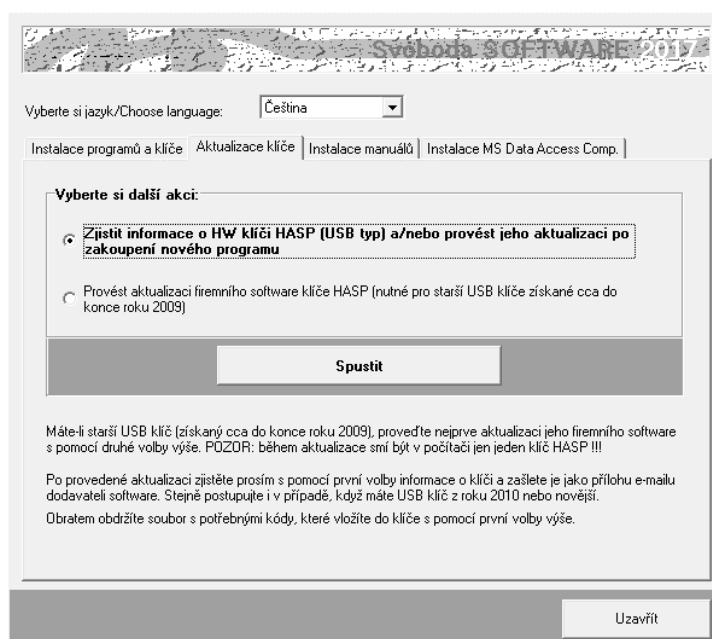 Svoboda SOFTWARE 2017
Vyberte si jazyk/Choose language:
Čeština
Instalace programů a klíče
Aktualizace klíče
Instalace manuálů
Instalace MS Data Access Comp.
Vyberte si další akci:
Zjistit informace o HW klíči HASP (USB typ) a/nebo provést jeho aktualizaci po
zakoupení nového programu
Provést aktualizaci firemního software klíče HASP (nutné pro starší USB klíče získané cca do
konce roku 2009)
Spustit
Máte-li starší USB klíč (získaný cca do konce roku 2009), proveďte nejprve aktualizaci jeho firemního software
s pomocí druhé volby výše. POZOR: během aktualizace smí být v počítači jen jeden klíč HASP !!!
Po provedené aktualizaci zjistěte prosím s pomocí první volby informace o klíči a zašlete je jako přílohu e-mailu
dodavateli software. Stejně postupujte i v případě, když máte USB klíč z roku 2010 nebo novější.
Obratem obdržíte soubor s potřebnými kódy, které vložíte do klíče s pomocí první volby výše.
Uzavřít